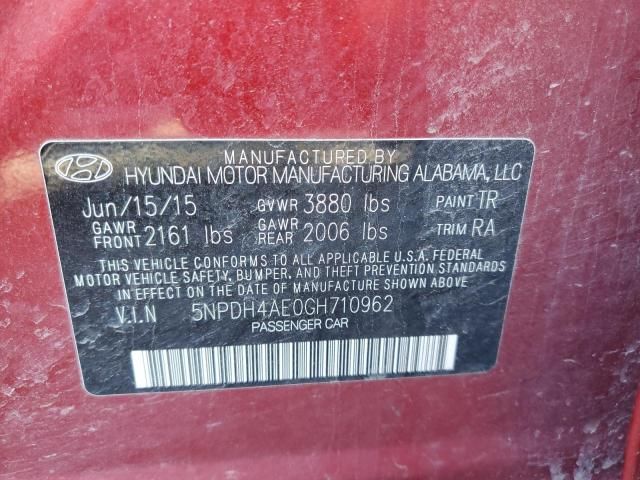 MANUFACTURED BY
HYUNDAI MOTOR MANUFACTURING ALABAMA, LLC
Jun/15/15 GVWR 3880 lbs PAINT TR
GAWR FRONT 2161 lbs GAWR REAR 2006 lbs TRIM RA
THIS VEHICLE CONFORMS TO ALL APPLICABLE U.S.A. FEDERAL
MOTOR VEHICLE SAFETY, BUMPER, AND THEFT PREVENTION STANDARDS
IN EFFECT ON THE DATE OF MANUFACTURE SHOWN ABOVE.
V.I.N 5NPDH4AE0GH710962
PASSENGER CAR